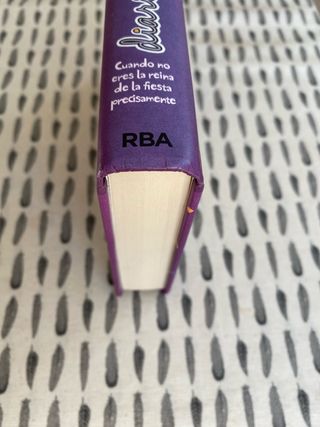 Cuando no
eres la reina
de la fiesta
precisamente
RBA